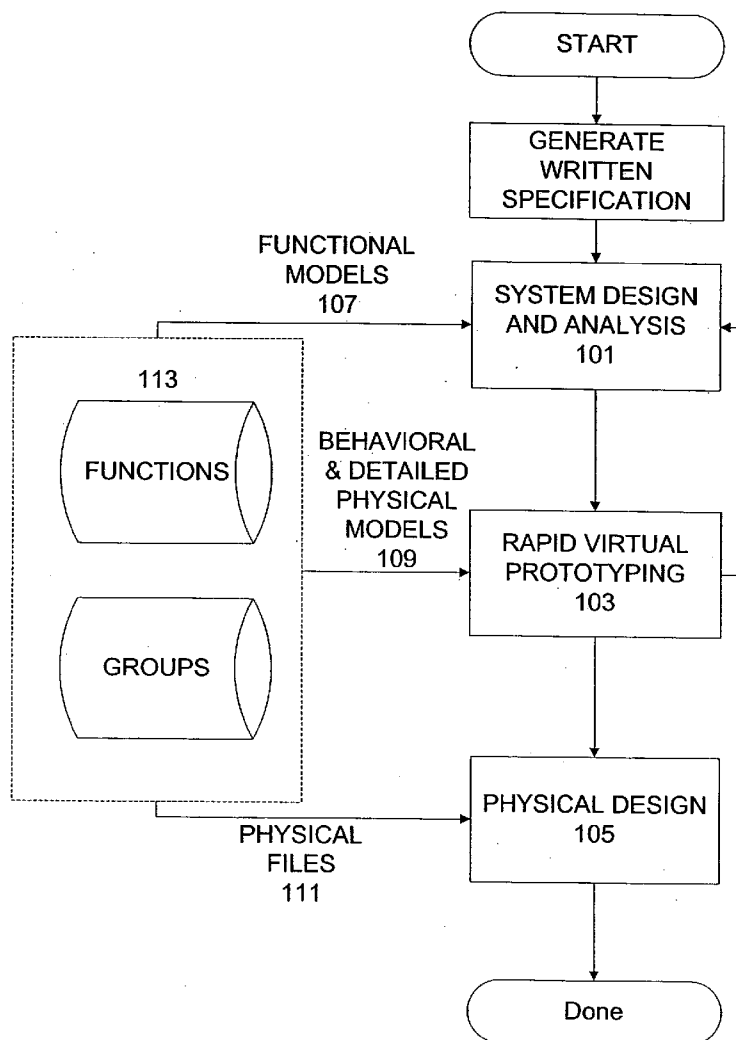 START
GENERATE
WRITTEN
SPECIFICATION
FUNCTIONAL
MODELS
107
SYSTEM DESIGN
AND ANALYSIS
101
113
FUNCTIONS
BEHAVIORAL
& DETAILED
PHYSICAL
MODELS
109
RAPID VIRTUAL
PROTOTYPING
103
GROUPS
PHYSICAL DESIGN
105
PHYSICAL
FILES
111
Done